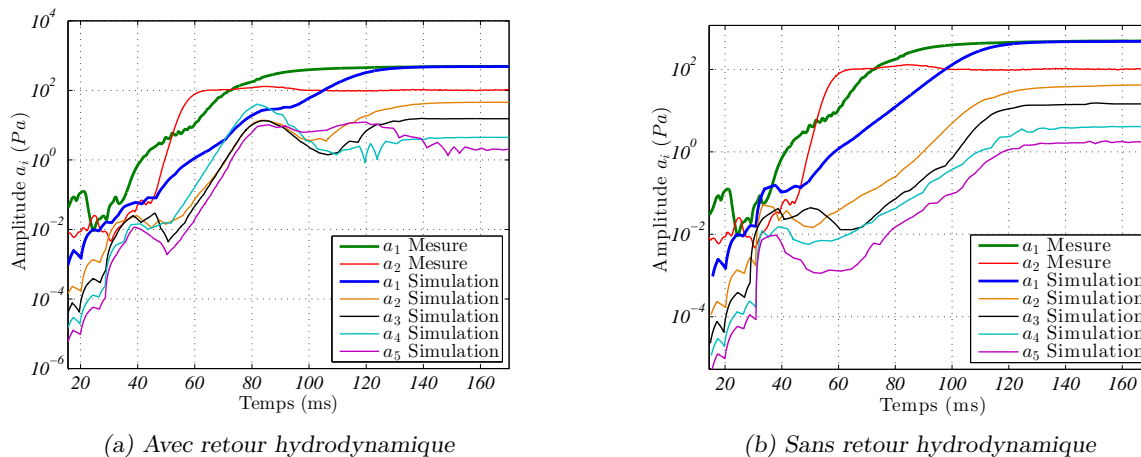 10^4
10^2
10^0
10^-2
10^-4
10^-6
Amplitude a_i (Pa)
20 40 60 80 100 120 140 160
Temps (ms)
a_1 Mesure
a_2 Mesure
a_1 Simulation
a_2 Simulation
a_3 Simulation
a_4 Simulation
a_5 Simulation
(a) Avec retour hydrodynamique
10^2
10^0
10^-2
10^-4
Amplitude a_i (Pa)
20 40 60 80 100 120 140 160
Temps (ms)
a_1 Mesure
a_2 Mesure
a_1 Simulation
a_2 Simulation
a_3 Simulation
a_4 Simulation
a_5 Simulation
(b) Sans retour hydrodynamique